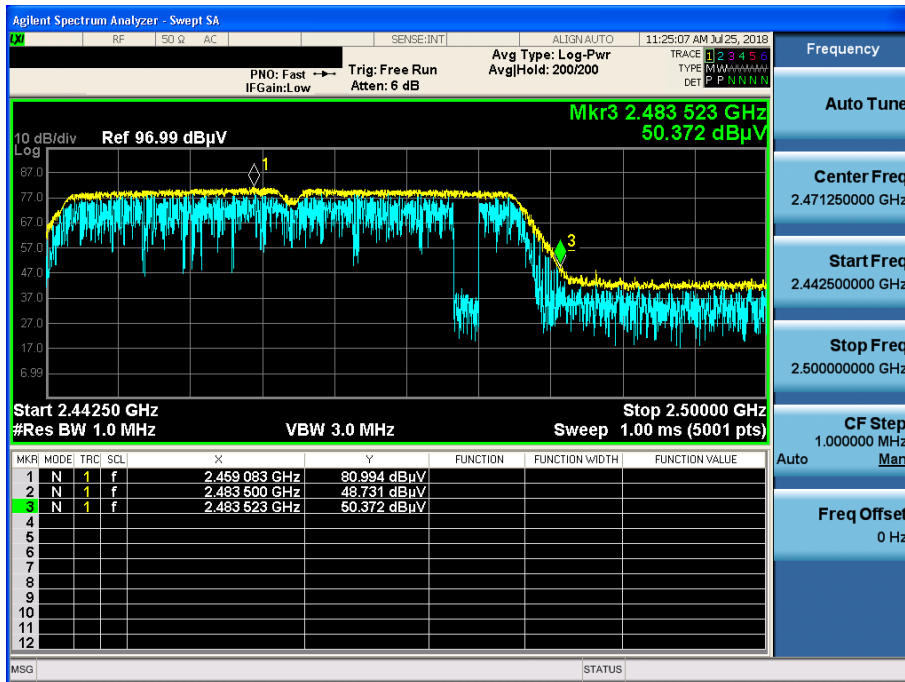 Agilent Spectrum Analyzer - Swept SA
LXI RF 50 Ω AC SENSE:INT ALIGN AUTO 11:25:07 AM Jul 25, 2018
PNO: Fast Trig: Free Run Avg Type: Log-Pwr TRACE 1 2 3 4 5 6
IFGain:Low Atten: 6 dB Avg|Hold: 200/200 TYPE M W W W W W
DET P P N N N N
Mkr3 2.483 523 GHz
50.372 dBµV
10 dB/div Ref 96.99 dBµV
Log
87.0
77.0
67.0
57.0
47.0
37.0
27.0
17.0
6.99
1
3
Start 2.44250 GHz Stop 2.50000 GHz
#Res BW 1.0 MHz VBW 3.0 MHz Sweep 1.00 ms (5001 pts)
MKR MODE TRC SCL X Y FUNCTION FUNCTION WIDTH FUNCTION VALUE
1 N 1 f 2.459 083 GHz 80.994 dBµV
2 N 1 f 2.483 500 GHz 48.731 dBµV
3 N 1 f 2.483 523 GHz 50.372 dBµV
4
5
6
7
8
9
10
11
12
MSG STATUS
Frequency
Auto Tune
Center Freq
2.471250000 GHz
Start Freq
2.442500000 GHz
Stop Freq
2.500000000 GHz
CF Step
1.000000 MHz
Auto Man
Freq Offset
0 Hz